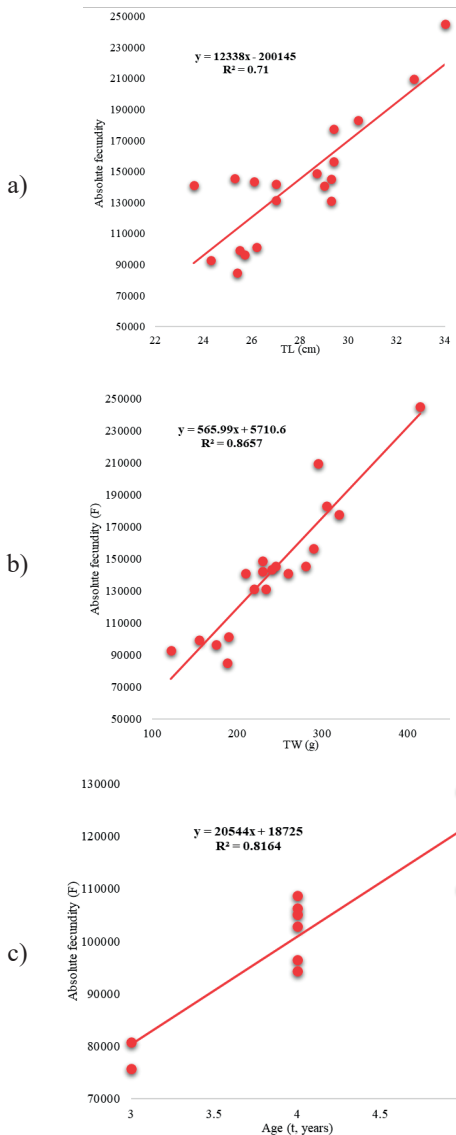 a)
250000
230000
210000
190000
170000
150000
130000
110000
90000
70000
50000
Absolute fecundity
y = 12338x - 200145
R² = 0.71
22 24 26 28 30 32 34
TL (cm)
b)
250000
230000
210000
190000
170000
150000
130000
110000
90000
70000
50000
Absolute fecundity (F)
y = 565.99x + 5710.6
R² = 0.8657
100 200 300 400
TW (g)
c)
130000
120000
110000
100000
90000
80000
70000
Absolute fecundity (F)
y = 20544x + 18725
R² = 0.8164
3 3.5 4 4.5
Age (t, years)